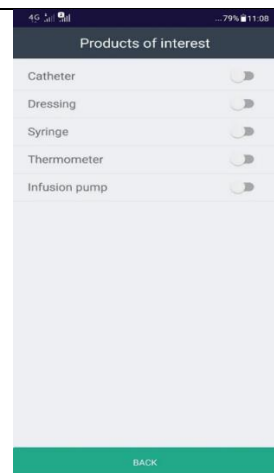 4G ...79% 11:08
Products of interest
Catheter
Dressing
Syringe
Thermometer
Infusion pump
BACK